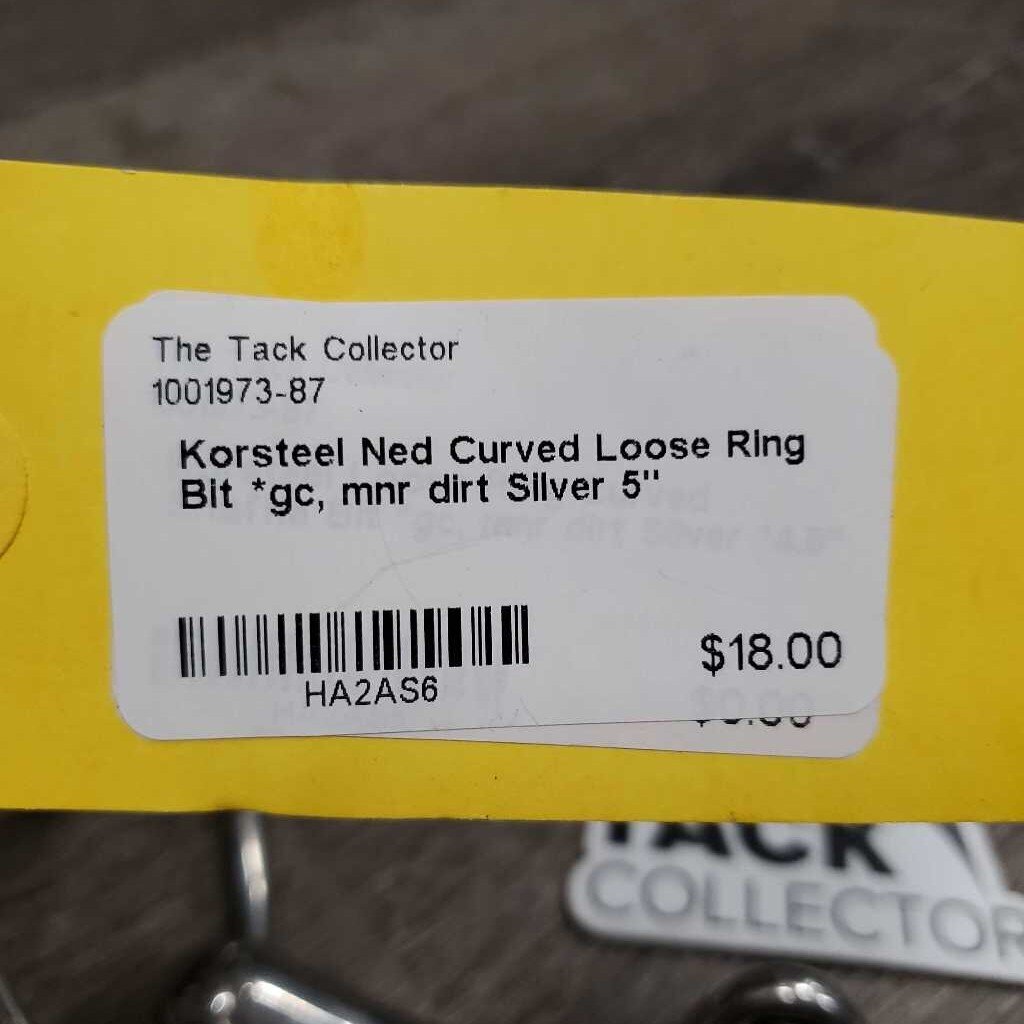 The Tack Collector
1001973-87
Korsteel Ned Curved Loose Ring
Bit *gc, mnr dirt Silver 5"
HA2AS6
$18.00
TACK
COLLECTOR